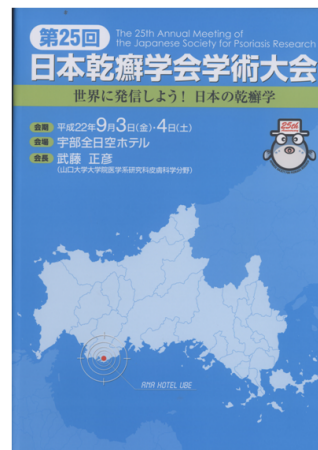 第25回
The 25th Annual Meeting of
the Japanese Society for Psoriasis Research
日本乾癬学会学術大会
世界に発信しよう! 日本の乾癬学
25th
会期 平成22年9月3日(金)・4日(土)
会場 宇部全日空ホテル
会長 武藤 正彦
(山口大学大学院医学系研究科皮膚科学分野)
ANA HOTEL UBE